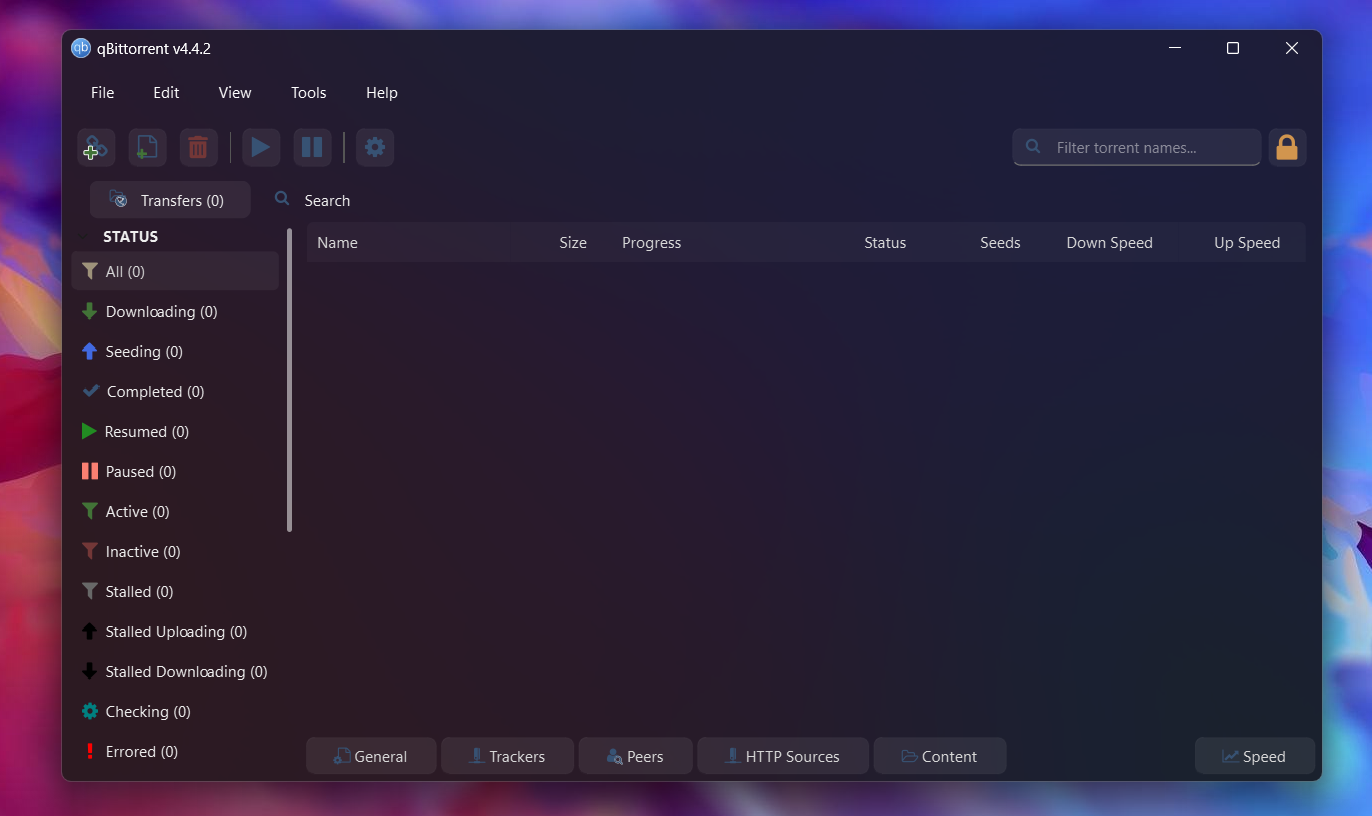 qb qBittorrent v4.4.2
File Edit View Tools Help
Filter torrent names...
Transfers (0) Search
STATUS
Name Size Progress Status Seeds Down Speed Up Speed
All (0)
Downloading (0)
Seeding (0)
Completed (0)
Resumed (0)
Paused (0)
Active (0)
Inactive (0)
Stalled (0)
Stalled Uploading (0)
Stalled Downloading (0)
Checking (0)
Errored (0)
General Trackers Peers HTTP Sources Content Speed